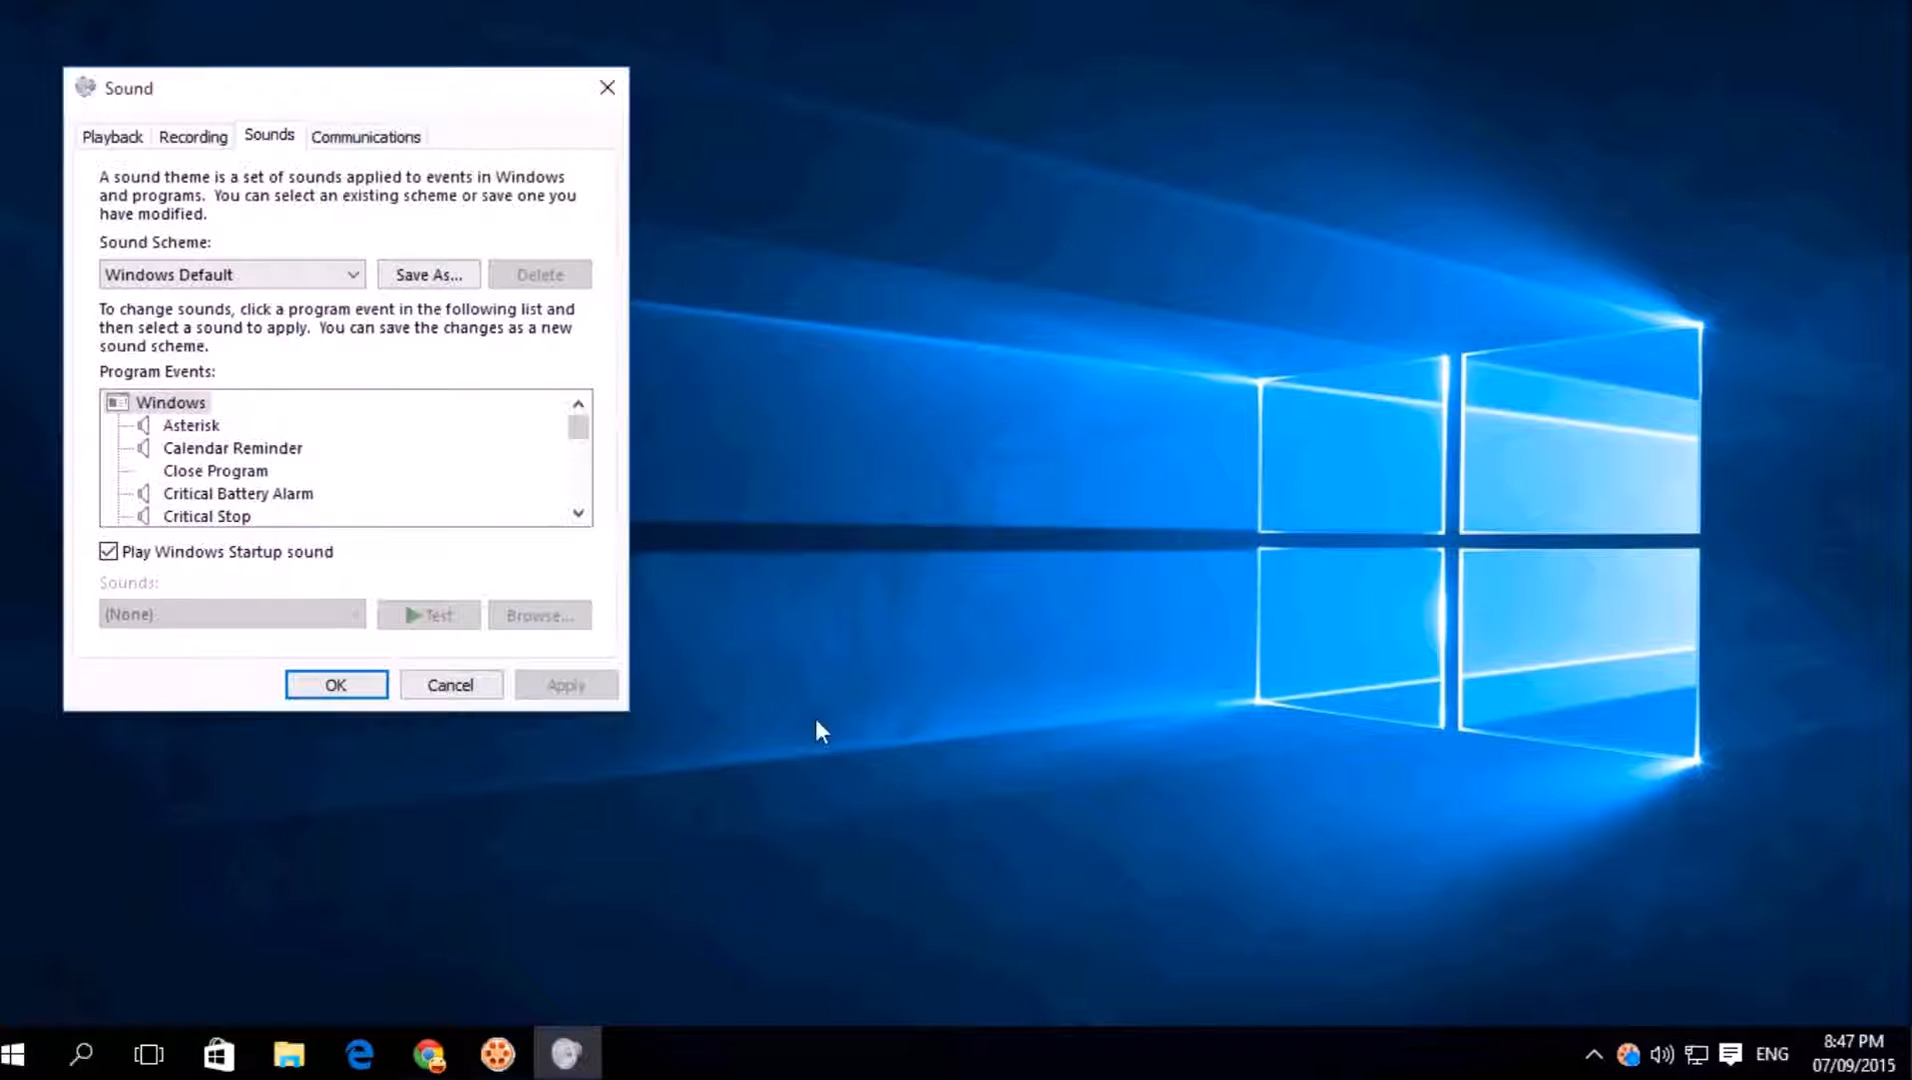 Sound
Playback Recording Sounds Communications
A sound theme is a set of sounds applied to events in Windows
and programs. You can select an existing scheme or save one you
have modified.
Sound Scheme:
Windows Default Save As... Delete
To change sounds, click a program event in the following list and
then select a sound to apply. You can save the changes as a new
sound scheme.
Program Events:
Windows
Asterisk
Calendar Reminder
Close Program
Critical Battery Alarm
Critical Stop
Play Windows Startup sound
Sounds:
(None) Test Browse...
OK Cancel Apply
ENG
8:47 PM
07/09/2015